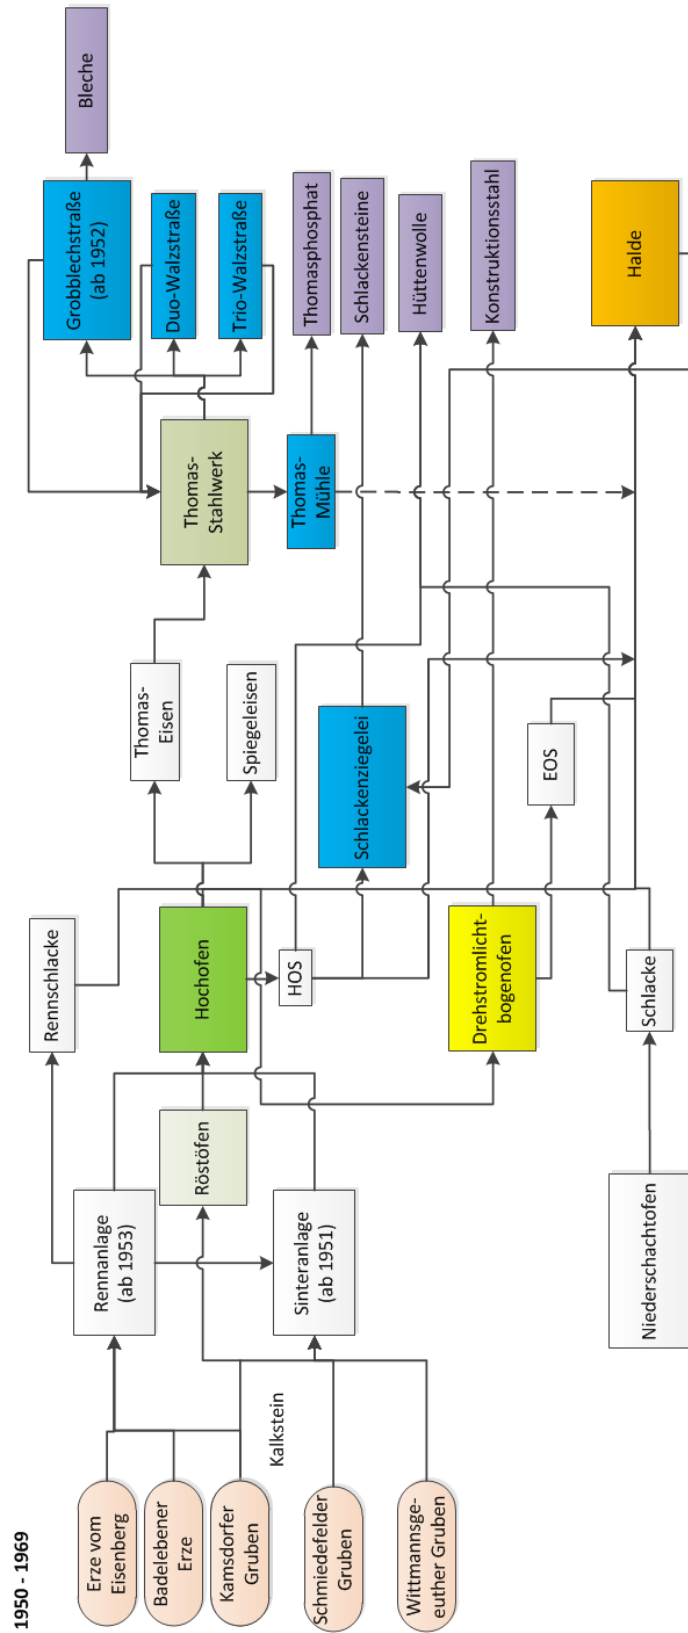 1950 - 1969
Erze vom
Eisenberg
Badelebener
Erze
Kamsdorfer
Gruben
Schmiedefelder
Gruben
Wittmannsge-
euther Gruben
Kalkstein
Rennanlage
(ab 1953)
Röstöfen
Sinteranlage
(ab 1951)
Niederschachtofen
Rennschlacke
Hochofen
HOS
Drehstromlicht-
bogenofen
Schlacke
Thomas-
Eisen
Spiegeleisen
Schlackenziegelei
EOS
Thomas-
Stahlwerk
Thomas-
Mühle
Grobblechstraße
(ab 1952)
Duo-Walzstraße
Trio-Walzstraße
Bleche
Thomasphosphat
Schlackensteine
Hüttenwolle
Konstruktionsstahl
Halde